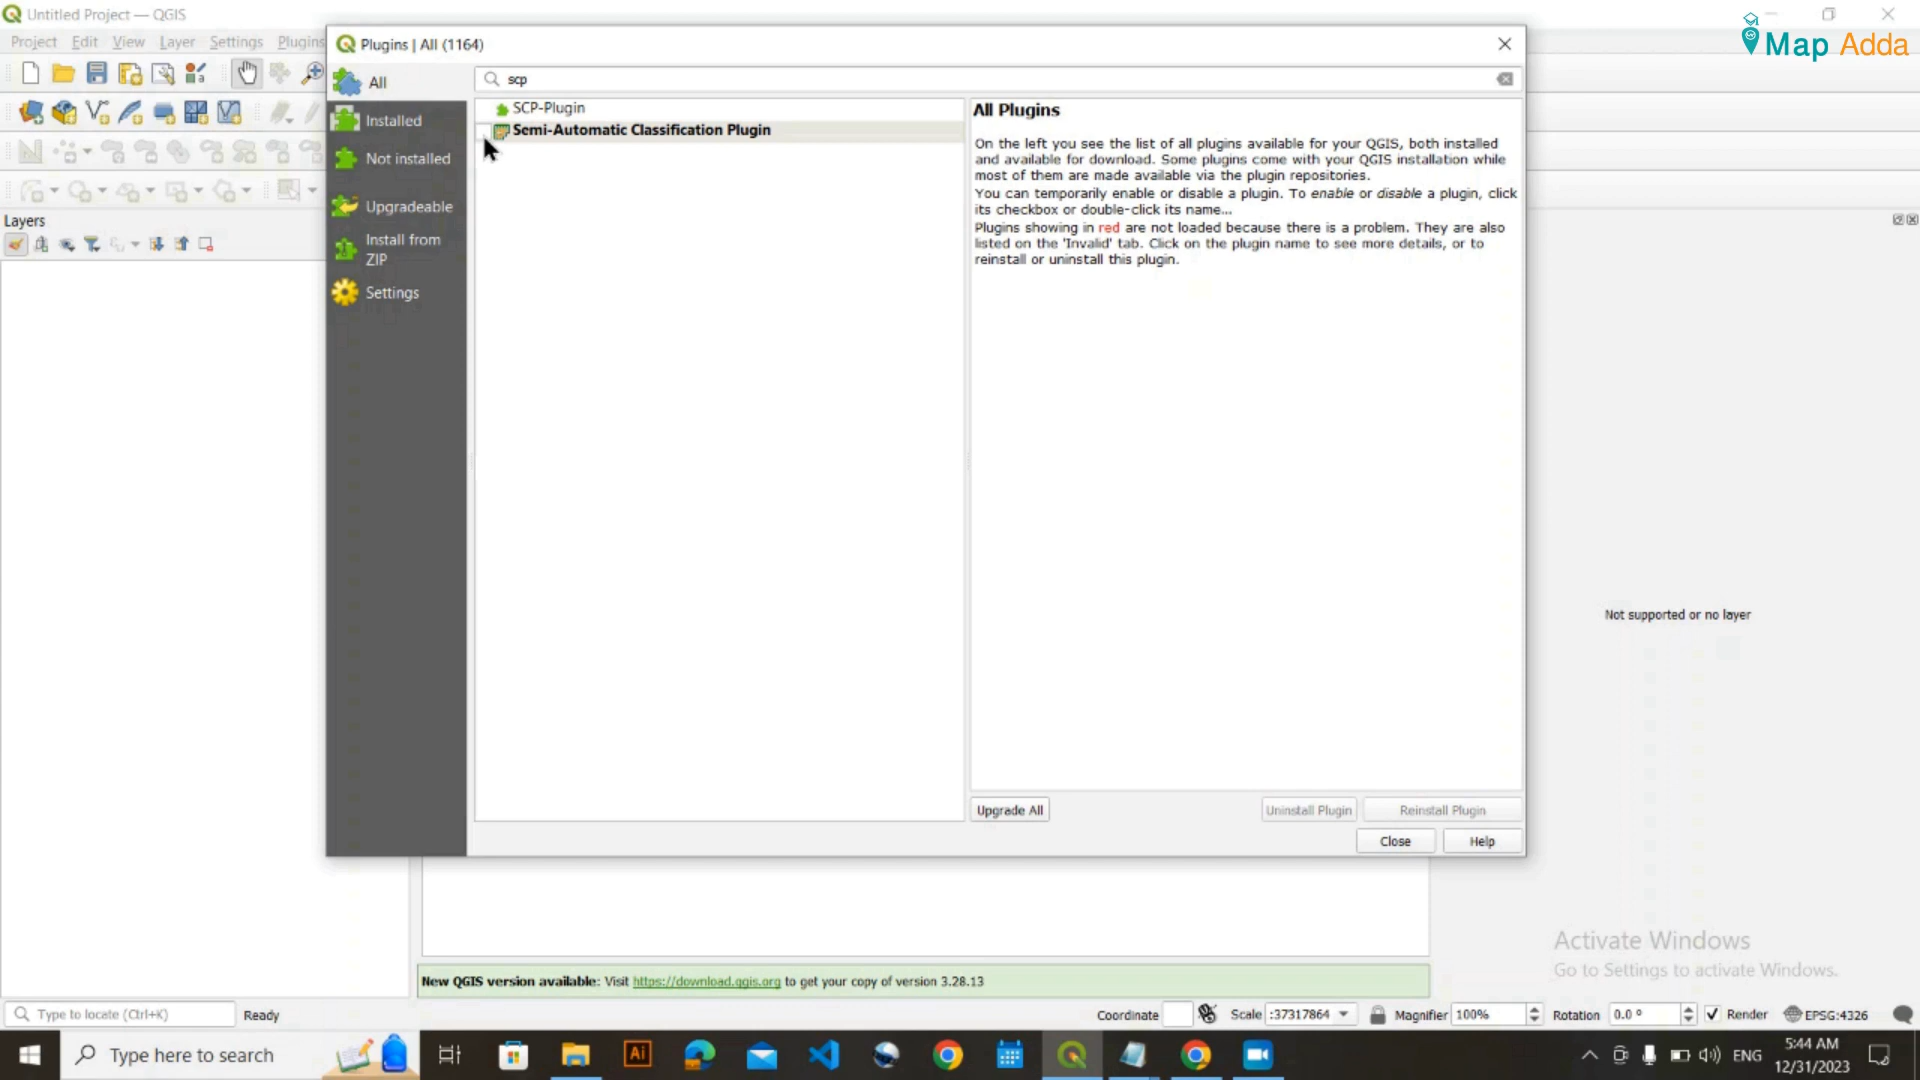 Untitled Project — QGIS
Map Adda
Project Edit View Layer Settings Plugins
Plugins | All (1164)
All
scp
SCP-Plugin
Semi-Automatic Classification Plugin
Installed
Not installed
Upgradeable
Install from
ZIP
Settings
All Plugins
On the left you see the list of all plugins available for your QGIS, both installed
and available for download. Some plugins come with your QGIS installation while
most of them are made available via the plugin repositories.
You can temporarily enable or disable a plugin. To enable or disable a plugin, click
its checkbox or double-click its name...
Plugins showing in red are not loaded because there is a problem. They are also
listed on the 'Invalid' tab. Click on the plugin name to see more details, or to
reinstall or uninstall this plugin.
Layers
Not supported or no layer
Upgrade All
Uninstall Plugin
Reinstall Plugin
Close
Help
Activate Windows
Go to Settings to activate Windows.
New QGIS version available: Visit https://download.qgis.org to get your copy of version 3.28.13
Type to locate (Ctrl+K)
Ready
Coordinate
Scale :37317864
Magnifier 100%
Rotation 0.0 °
Render
EPSG:4326
Type here to search
Ai
ENG
5:44 AM
12/31/2023